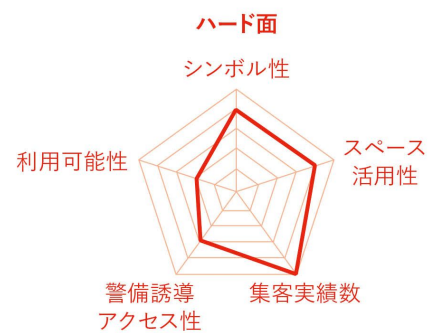 ハード面
シンボル性
スペース
活用性
利用可能性
警備誘導
アクセス性
集客実績数